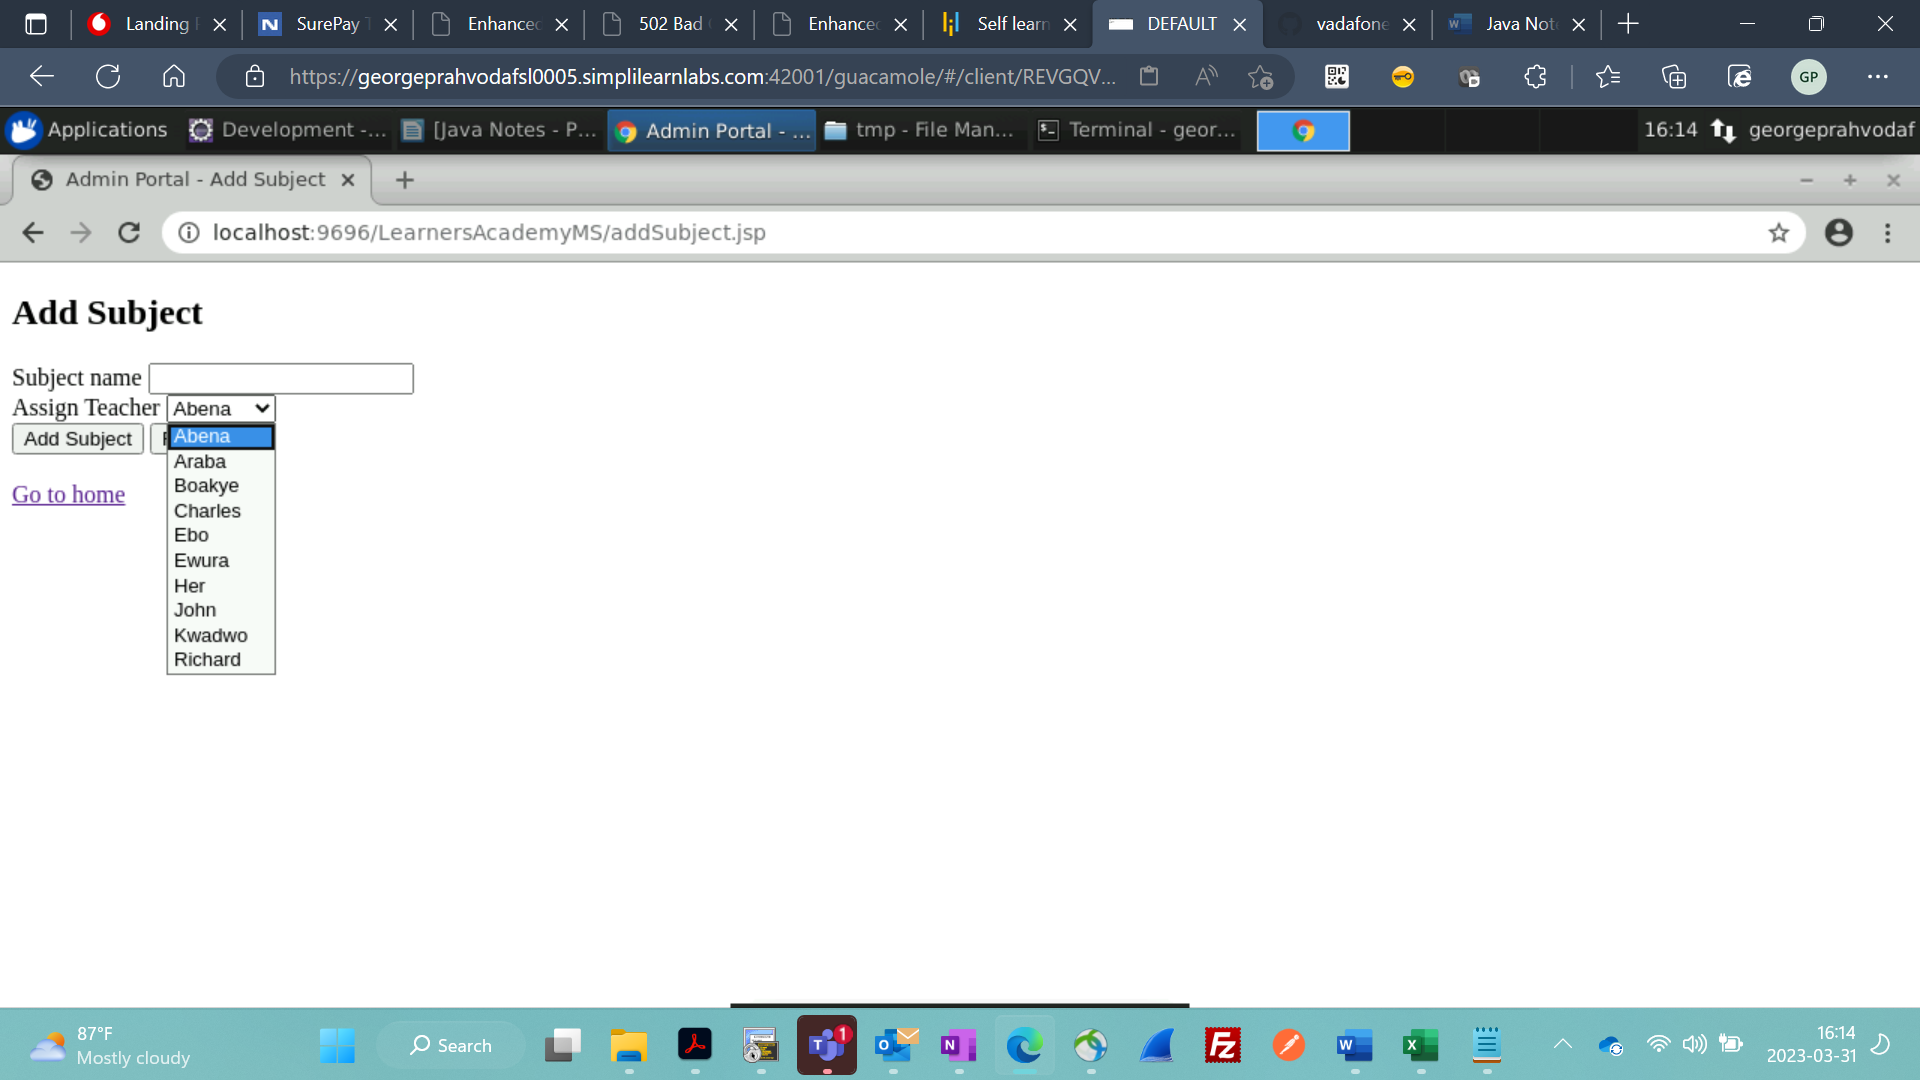 Landing
SurePay
Enhanced
502 Bad
Enhanced
Self learn
DEFAULT
vadafone
Java Not
https://georgeprahvodafsl0005.simplilearnlabs.com:42001/guacamole/#/client/REVGQV...
GP
Applications
Development -...
[Java Notes - P...
Admin Portal - ...
tmp - File Man...
Terminal - geor...
16:14
georgeprahvodaf
Admin Portal - Add Subject
localhost:9696/LearnersAcademyMS/addSubject.jsp
Add Subject
Subject name
Assign Teacher Abena
Add Subject
Abena
Araba
Boakye
Charles
Ebo
Ewura
Her
John
Kwadwo
Richard
Go to home
87°F
Mostly cloudy
Search
1
16:14
2023-03-31